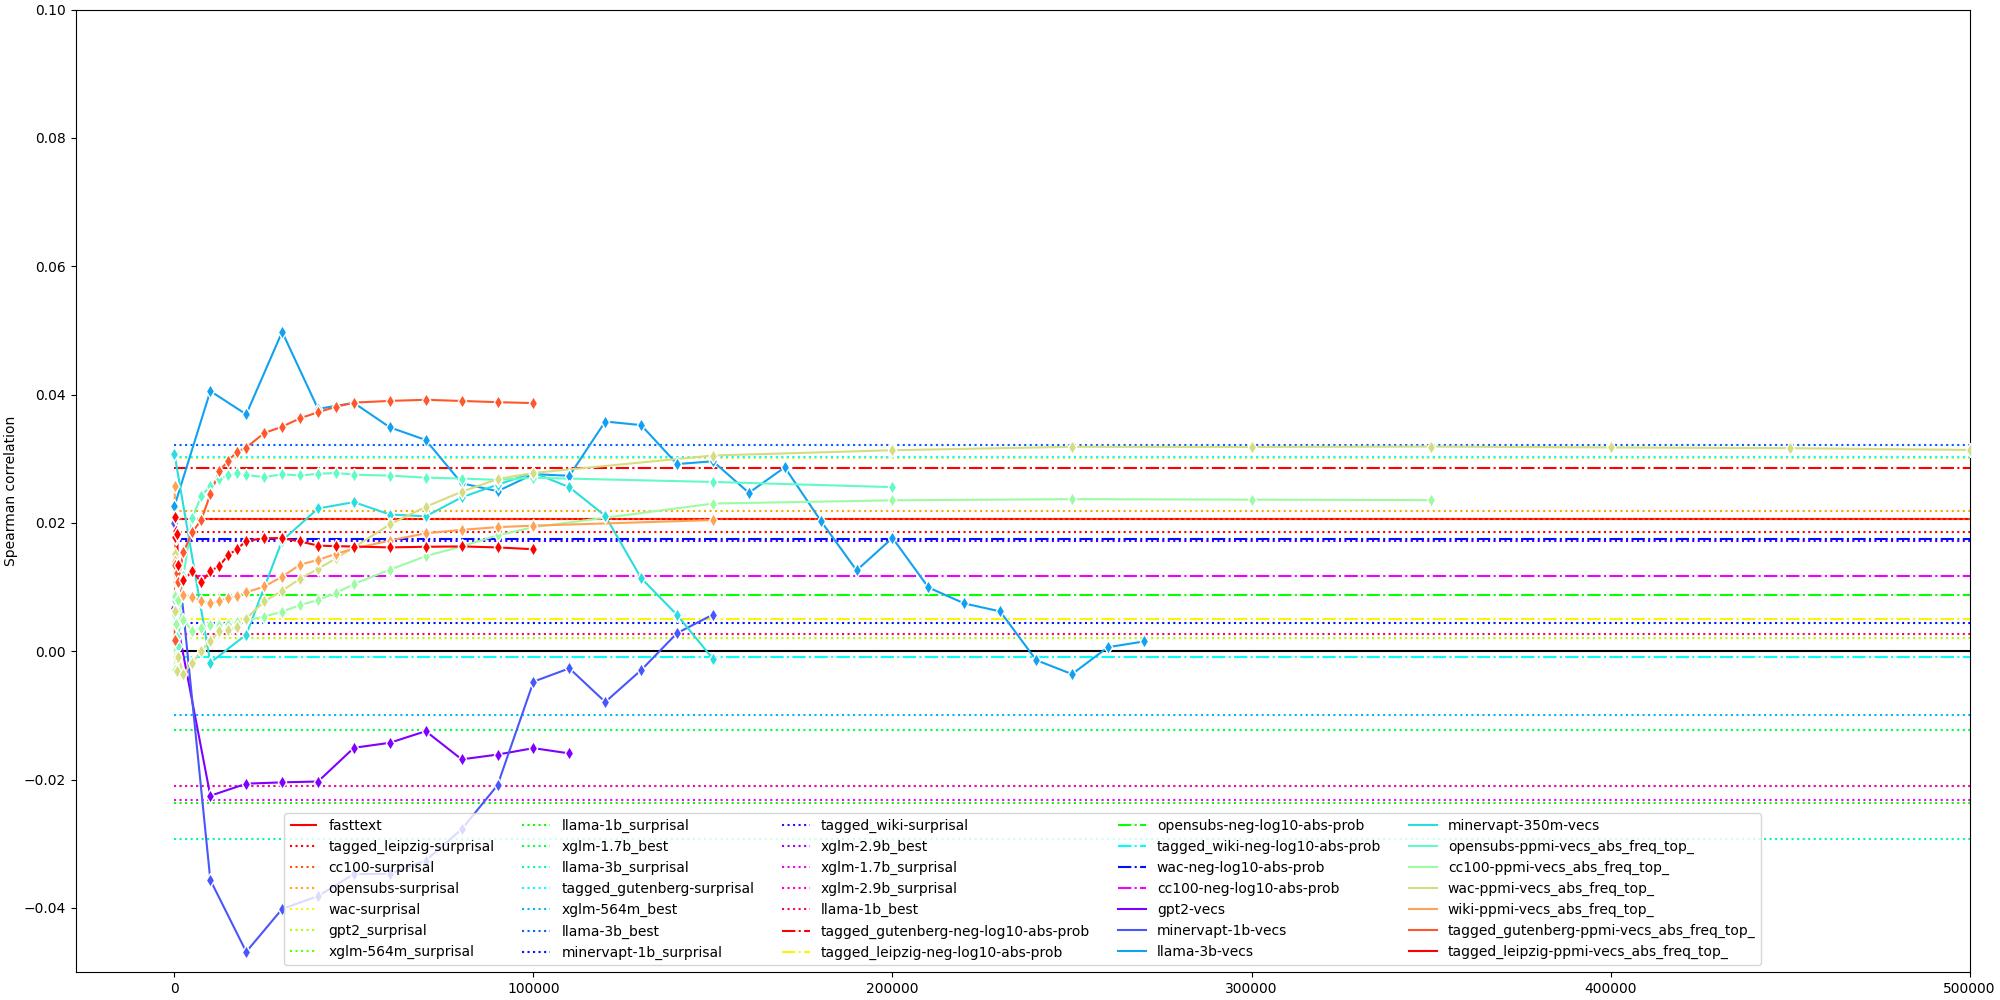 0.10
0.08
0.06
0.04
0.02
0.00
−0.02
−0.04
Spearman correlation
fasttext
tagged_leipzig-surprisal
cc100-surprisal
opensubs-surprisal
wac-surprisal
gpt2_surprisal
xglm-564m_surprisal
llama-1b_surprisal
xglm-1.7b_best
llama-3b_surprisal
tagged_gutenberg-surprisal
xglm-564m_best
llama-3b_best
minervapt-1b_surprisal
tagged_wiki-surprisal
xglm-2.9b_best
xglm-1.7b_surprisal
xglm-2.9b_surprisal
llama-1b_best
tagged_gutenberg-neg-log10-abs-prob
tagged_leipzig-neg-log10-abs-prob
opensubs-neg-log10-abs-prob
tagged_wiki-neg-log10-abs-prob
wac-neg-log10-abs-prob
cc100-neg-log10-abs-prob
gpt2-vecs
minervapt-1b-vecs
llama-3b-vecs
minervapt-350m-vecs
opensubs-ppmi-vecs_abs_freq_top_
cc100-ppmi-vecs_abs_freq_top_
wac-ppmi-vecs_abs_freq_top_
wiki-ppmi-vecs_abs_freq_top_
tagged_gutenberg-ppmi-vecs_abs_freq_top_
tagged_leipzig-ppmi-vecs_abs_freq_top_
0 100000 200000 300000 400000 500000